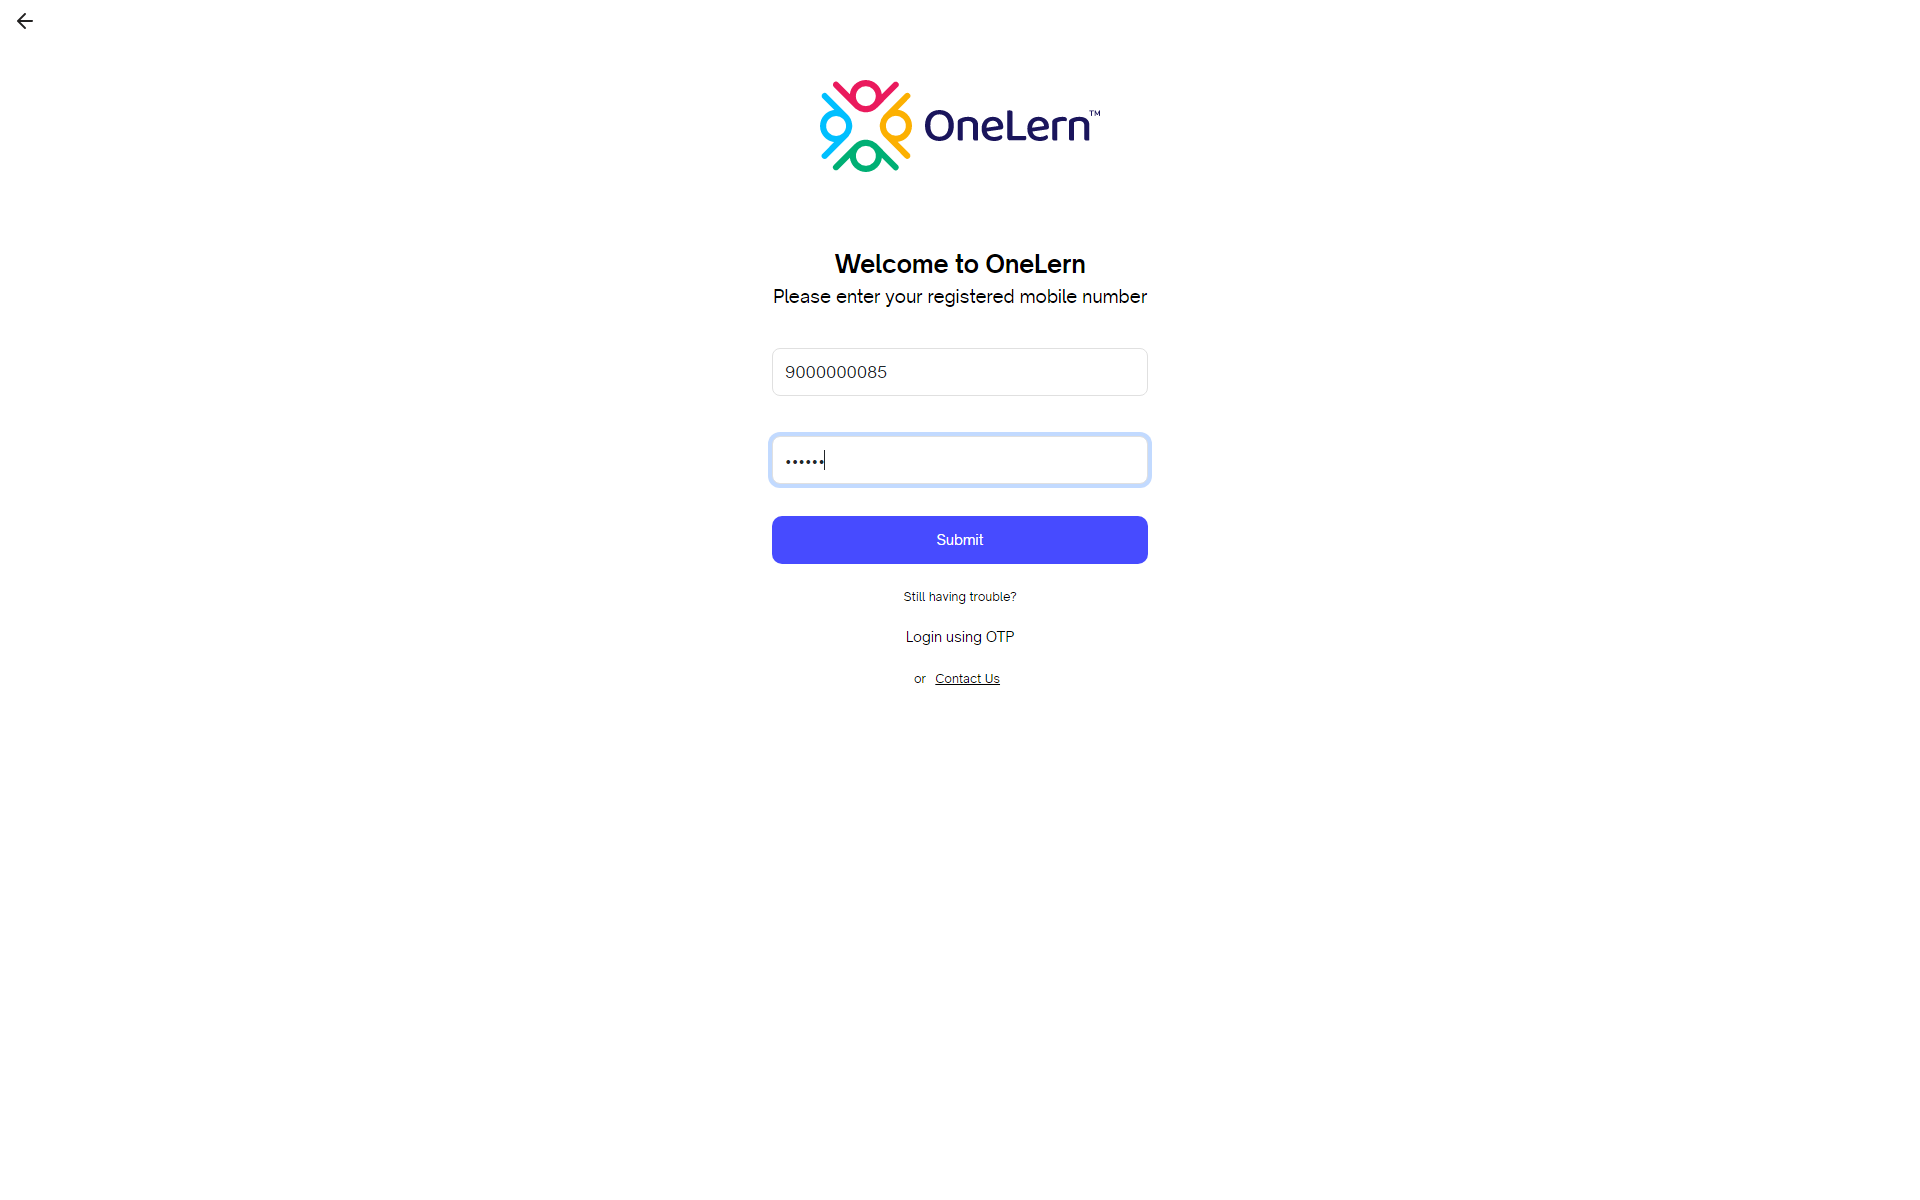 OneLern™
Welcome to OneLern
Please enter your registered mobile number
9000000085
••••••
Submit
Still having trouble?
Login using OTP
or Contact Us